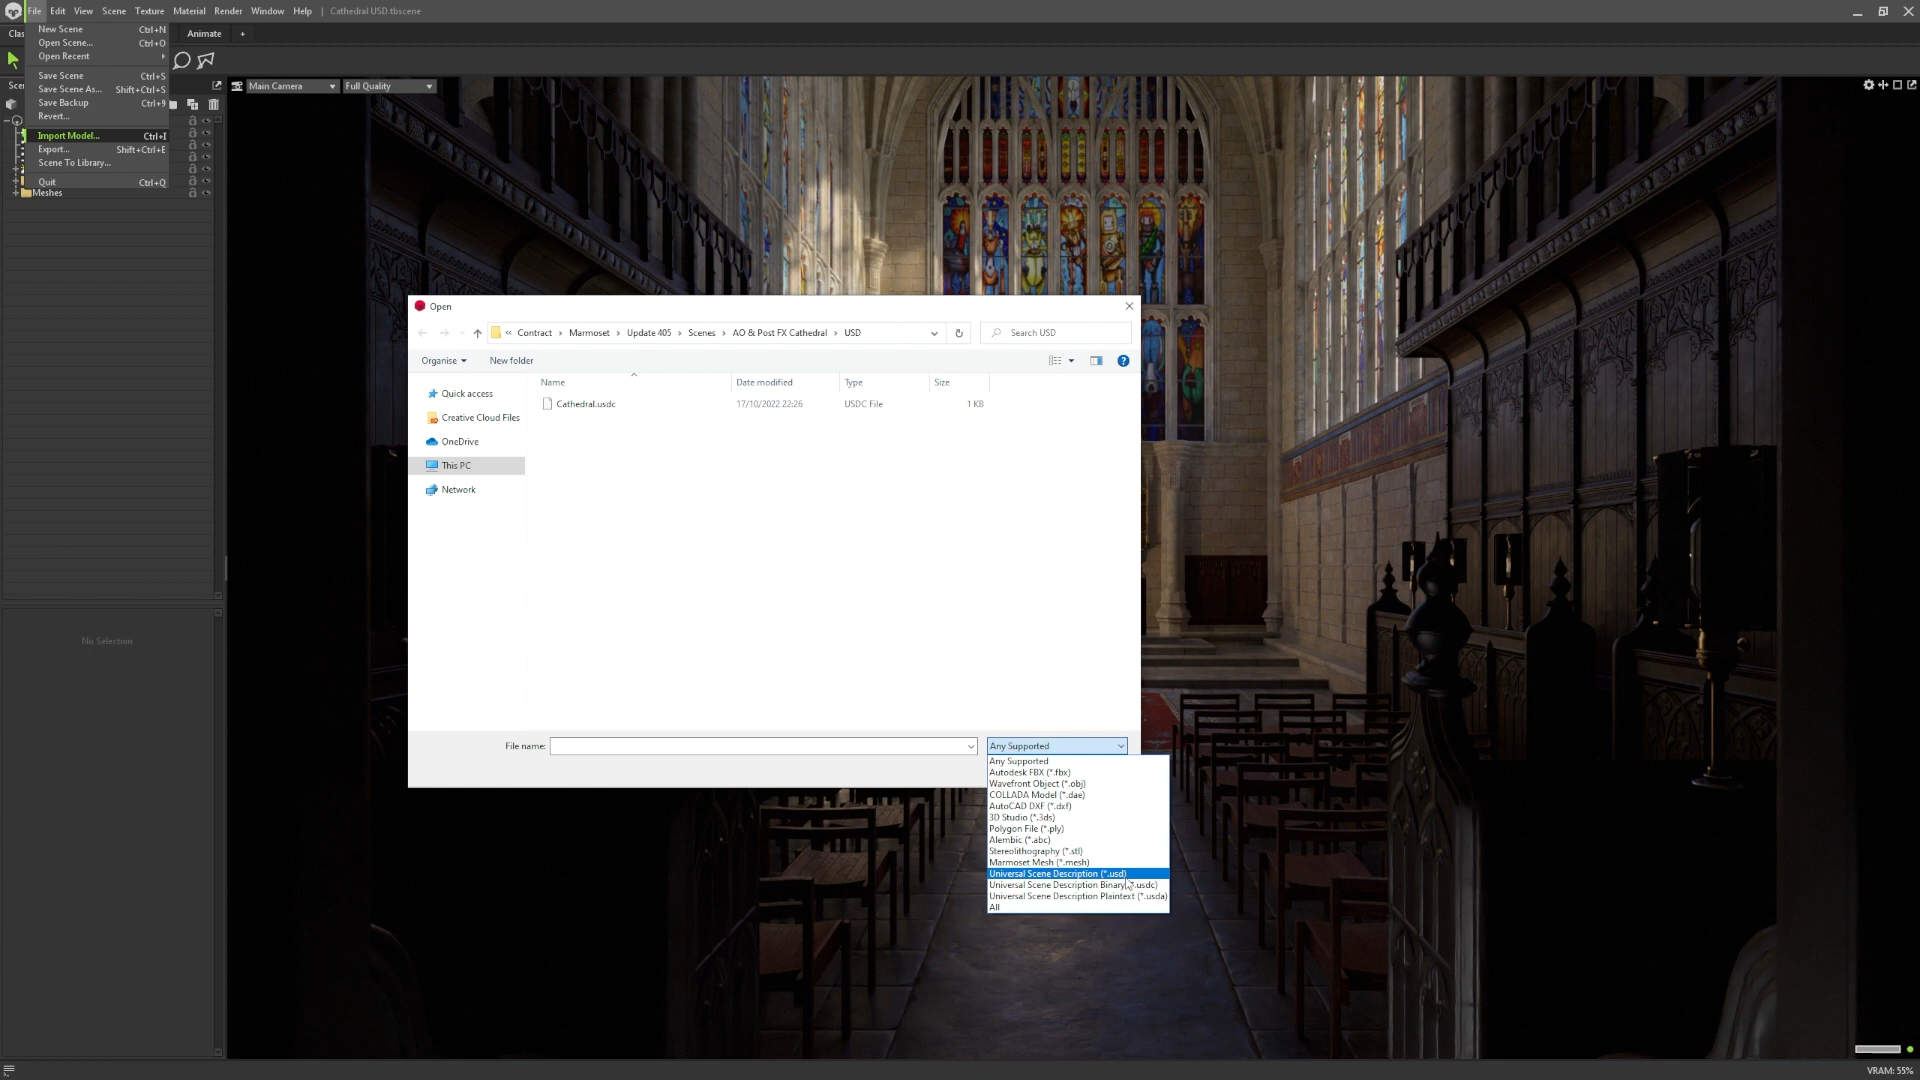 File Edit View Scene Texture Material Render Window Help | Cathedral USD.tbscene
Clas Animate +
New Scene Ctrl+N
Open Scene... Ctrl+O
Open Recent
Save Scene Ctrl+S
Save Scene As... Shift+Ctrl+S
Save Backup Ctrl+9
Revert...
Import Model... Ctrl+I
Export... Shift+Ctrl+E
Scene To Library...
Quit Ctrl+Q
Scen
Meshes
No Selection
Main Camera Full Quality
Open
« Contract › Marmoset › Update 405 › Scenes › AO & Post FX Cathedral › USD
Search USD
Organise New folder
Name Date modified Type Size
Cathedral.usdc 17/10/2022 22:26 USDC File 1 KB
Quick access
Creative Cloud Files
OneDrive
This PC
Network
File name: Any Supported
Any Supported
Autodesk FBX (*.fbx)
Wavefront Object (*.obj)
COLLADA Model (*.dae)
AutoCAD DXF (*.dxf)
3D Studio (*.3ds)
Polygon File (*.ply)
Alembic (*.abc)
Stereolithography (*.stl)
Marmoset Mesh (*.mesh)
Universal Scene Description (*.usd)
Universal Scene Description Binary (*.usdc)
Universal Scene Description Plaintext (*.usda)
All
VRAM: 55%